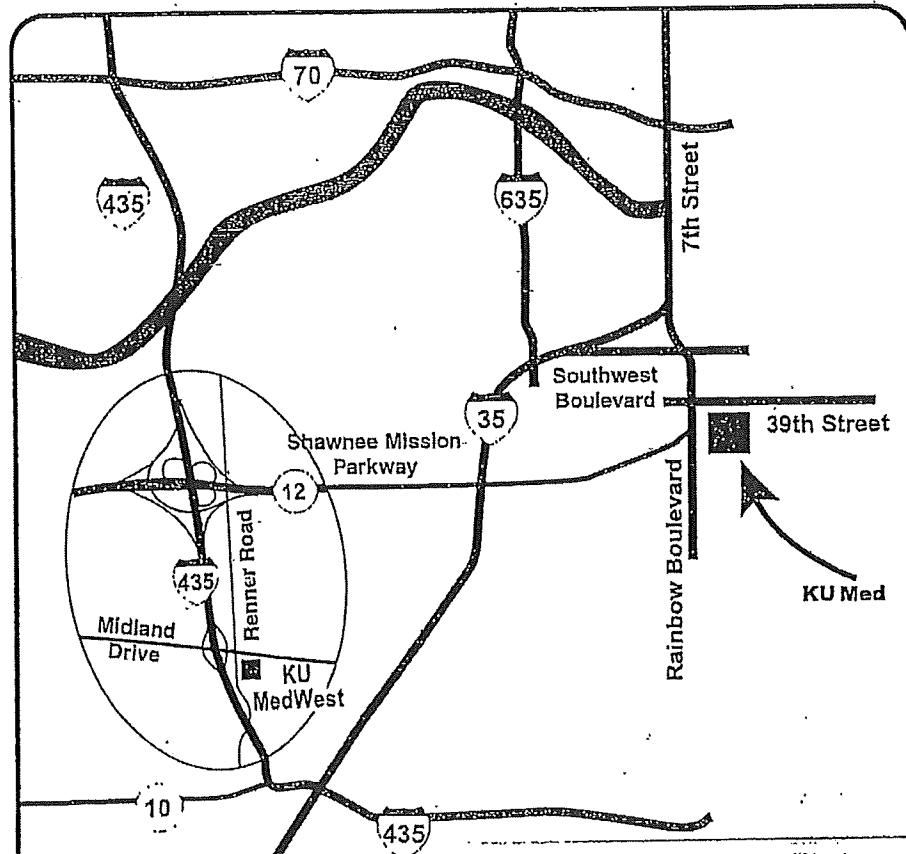 70
435
635
7th Street
Southwest
Boulevard
35
39th Street
Shawnee Mission
Parkway
12
Renner Road
435
Rainbow Boulevard
KU Med
Midland
Drive
KU
MedWest
10
435